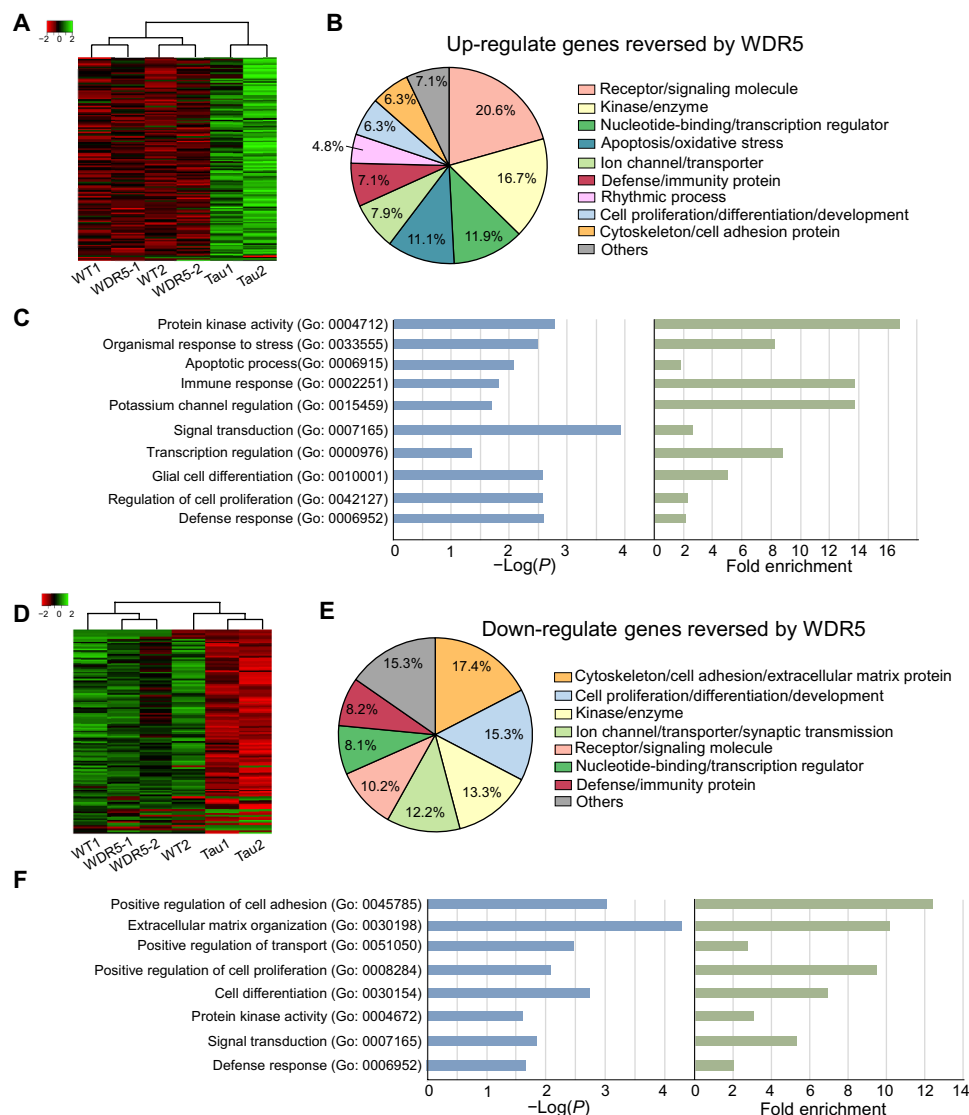 A
−2 0 2
WT1
WDR5-1
WT2
WDR5-2
Tau1
Tau2
B
Up-regulate genes reversed by WDR5
7.1%
6.3%
6.3%
4.8%
7.1%
7.9%
11.1%
11.9%
16.7%
20.6%
Receptor/signaling molecule
Kinase/enzyme
Nucleotide-binding/transcription regulator
Apoptosis/oxidative stress
Ion channel/transporter
Defense/immunity protein
Rhythmic process
Cell proliferation/differentiation/development
Cytoskeleton/cell adhesion protein
Others
C
Protein kinase activity (Go: 0004712)
Organismal response to stress (Go: 0033555)
Apoptotic process(Go: 0006915)
Immune response (Go: 0002251)
Potassium channel regulation (Go: 0015459)
Signal transduction (Go: 0007165)
Transcription regulation (Go: 0000976)
Glial cell differentiation (Go: 0010001)
Regulation of cell proliferation (Go: 0042127)
Defense response (Go: 0006952)
0 1 2 3 4
−Log(P)
0 2 4 6 8 10 12 14 16
Fold enrichment
D
−2 0 2
WT1
WDR5-1
WDR5-2
WT2
Tau1
Tau2
E
Down-regulate genes reversed by WDR5
15.3%
8.2%
8.1%
10.2%
12.2%
13.3%
15.3%
17.4%
Cytoskeleton/cell adhesion/extracellular matrix protein
Cell proliferation/differentiation/development
Kinase/enzyme
Ion channel/transporter/synaptic transmission
Receptor/signaling molecule
Nucleotide-binding/transcription regulator
Defense/immunity protein
Others
F
Positive regulation of cell adhesion (Go: 0045785)
Extracellular matrix organization (Go: 0030198)
Positive regulation of transport (Go: 0051050)
Positive regulation of cell proliferation (Go: 0008284)
Cell differentiation (Go: 0030154)
Protein kinase activity (Go: 0004672)
Signal transduction (Go: 0007165)
Defense response (Go: 0006952)
0 1 2 3 4
−Log(P)
0 2 4 6 8 10 12 14
Fold enrichment